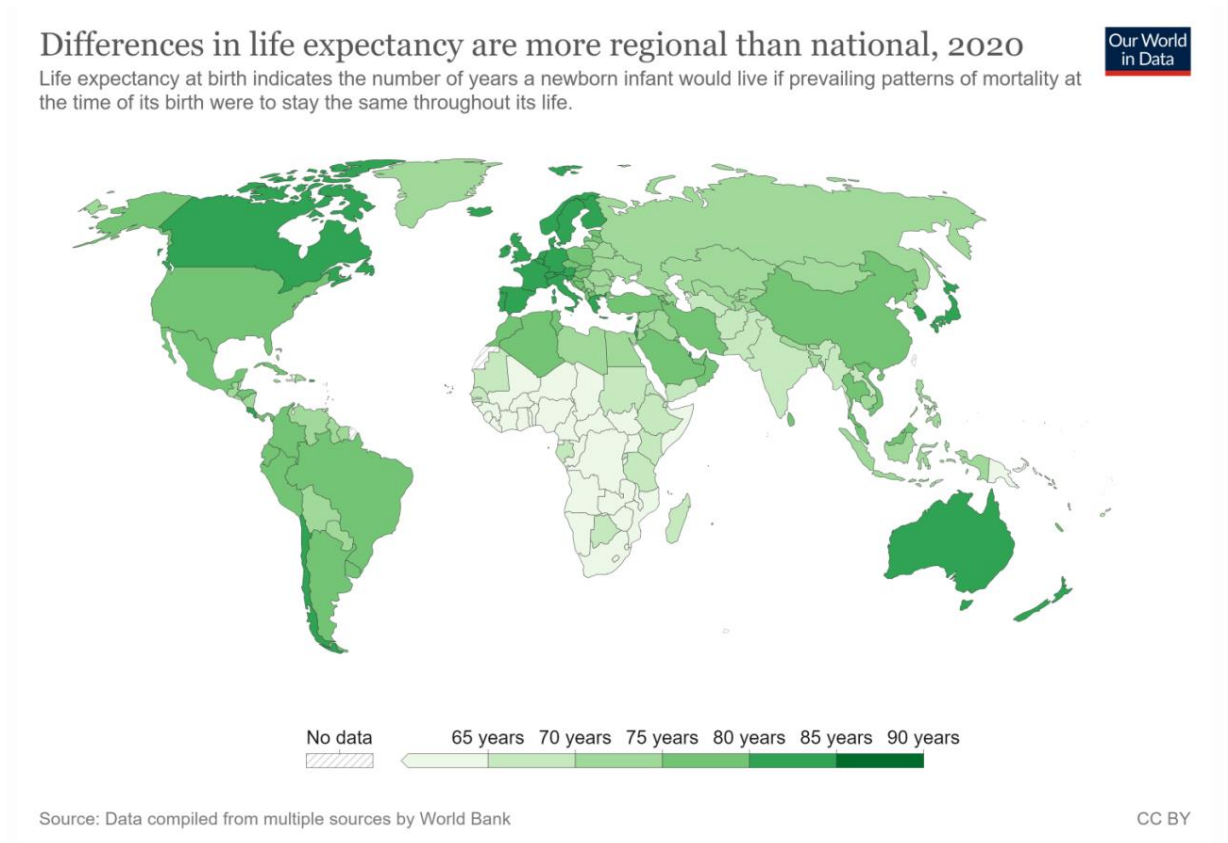 Differences in life expectancy are more regional than national, 2020
Our World
in Data
Life expectancy at birth indicates the number of years a newborn infant would live if prevailing patterns of mortality at
the time of its birth were to stay the same throughout its life.
No data
65 years
70 years
75 years
80 years
85 years
90 years
Source: Data compiled from multiple sources by World Bank
CC BY